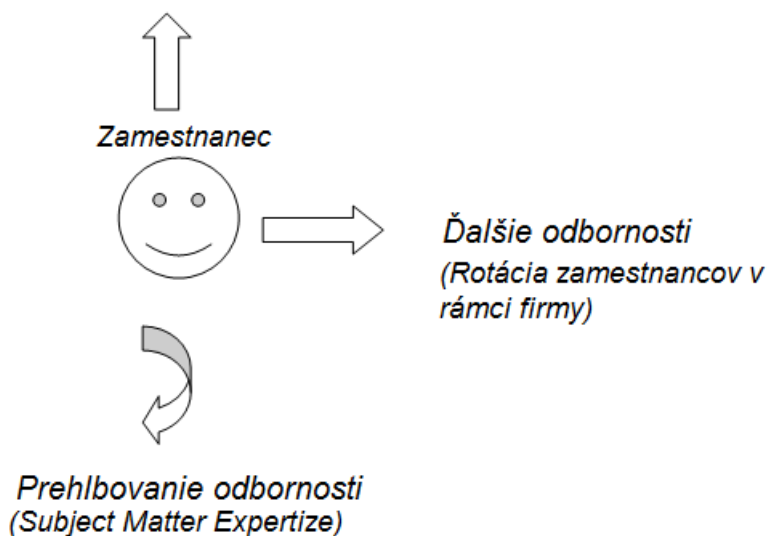 Zamestnanec
Ďalšie odbornosti
(Rotácia zamestnancov v
rámci firmy)
Prehlbovanie odbornosti
(Subject Matter Expertize)